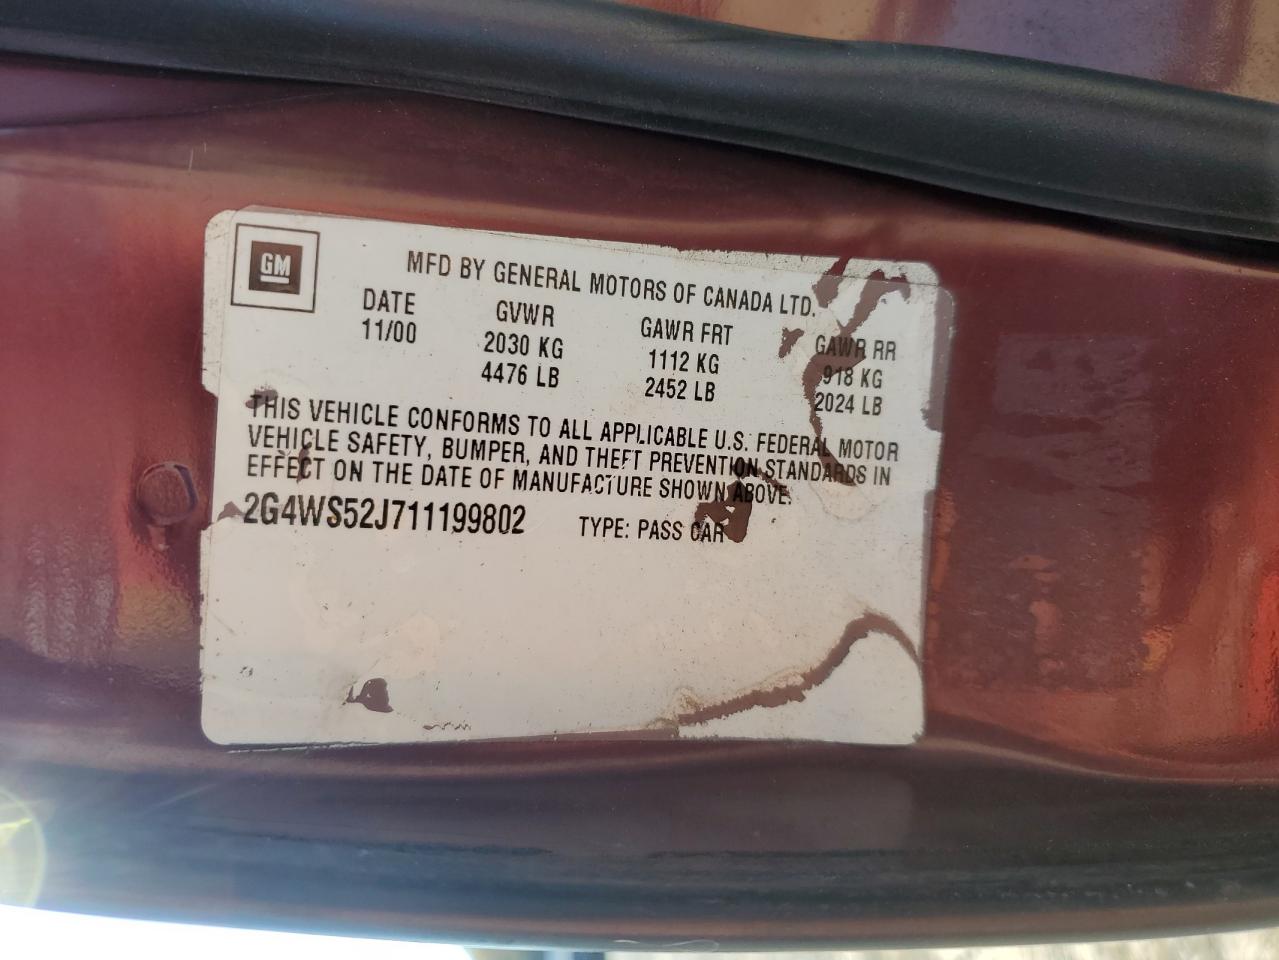 GM
MFD BY GENERAL MOTORS OF CANADA LTD.
DATE GVWR GAWR FRT GAWR RR
11/00 2030 KG 1112 KG 918 KG
4476 LB 2452 LB 2024 LB
THIS VEHICLE CONFORMS TO ALL APPLICABLE U.S. FEDERAL MOTOR
VEHICLE SAFETY, BUMPER, AND THEFT PREVENTION STANDARDS IN
EFFECT ON THE DATE OF MANUFACTURE SHOWN ABOVE.
2G4WS52J711199802 TYPE: PASS CAR